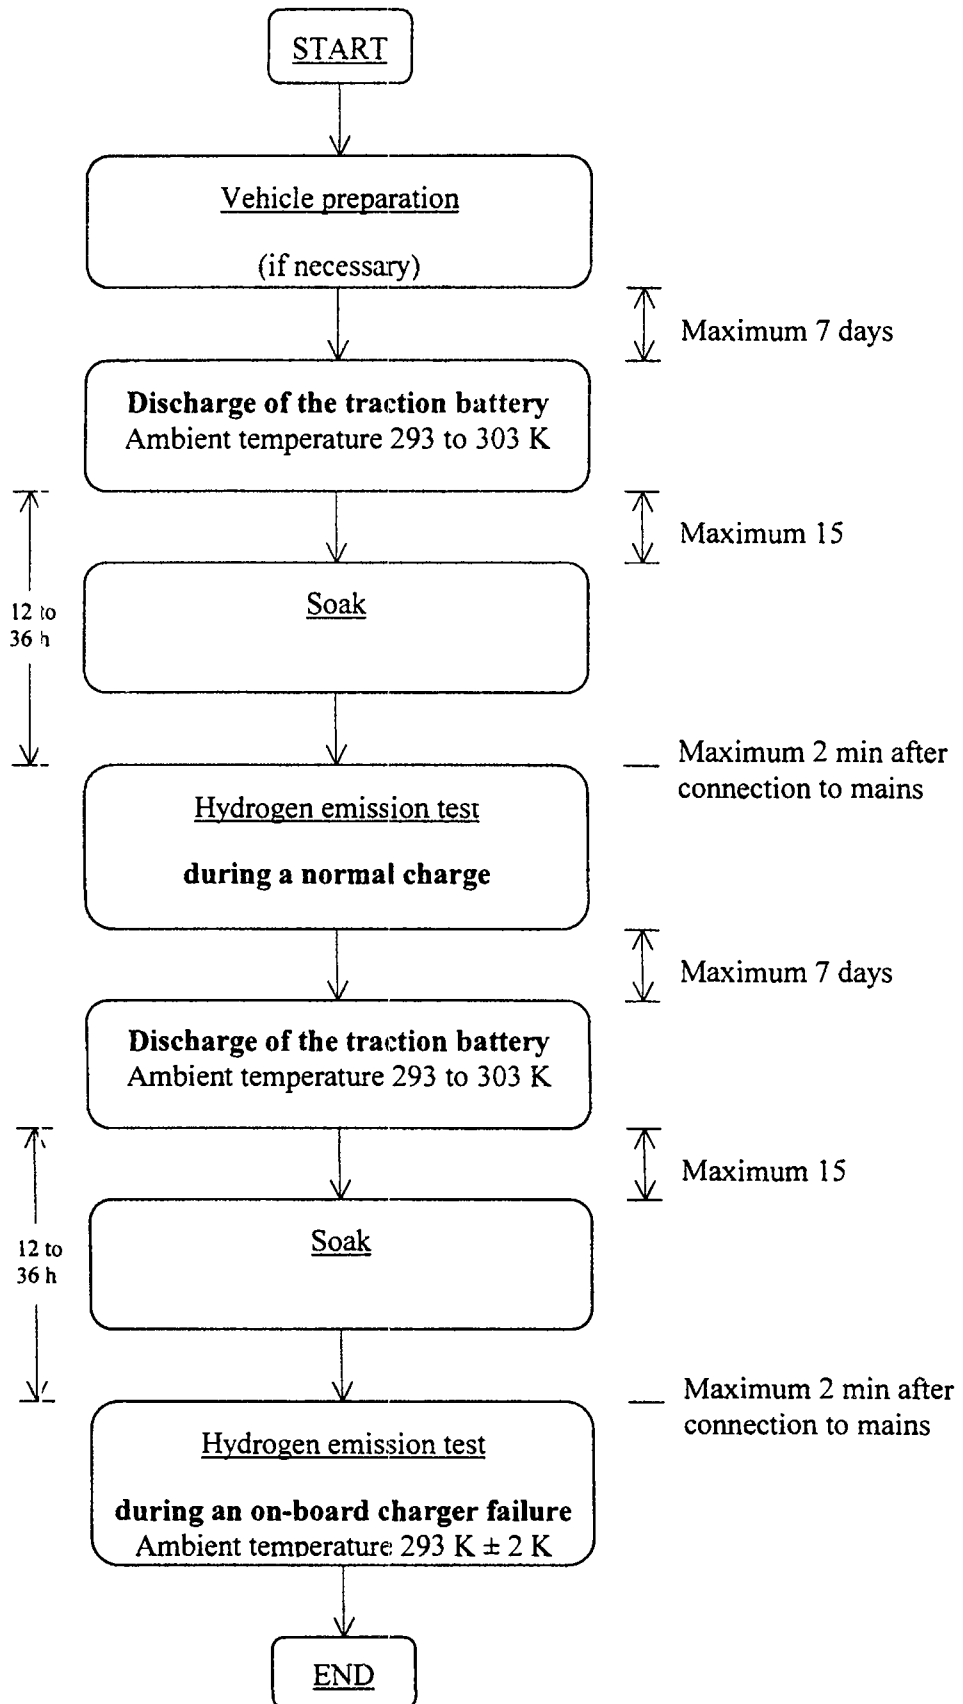 START
Vehicle preparation
(if necessary)
Maximum 7 days
Discharge of the traction battery
Ambient temperature 293 to 303 K
Maximum 15
12 to
36 h
Soak
Maximum 2 min after
connection to mains
Hydrogen emission test
during a normal charge
Maximum 7 days
Discharge of the traction battery
Ambient temperature 293 to 303 K
Maximum 15
12 to
36 h
Soak
Maximum 2 min after
connection to mains
Hydrogen emission test
during an on-board charger failure
Ambient temperature 293 K ± 2 K
END